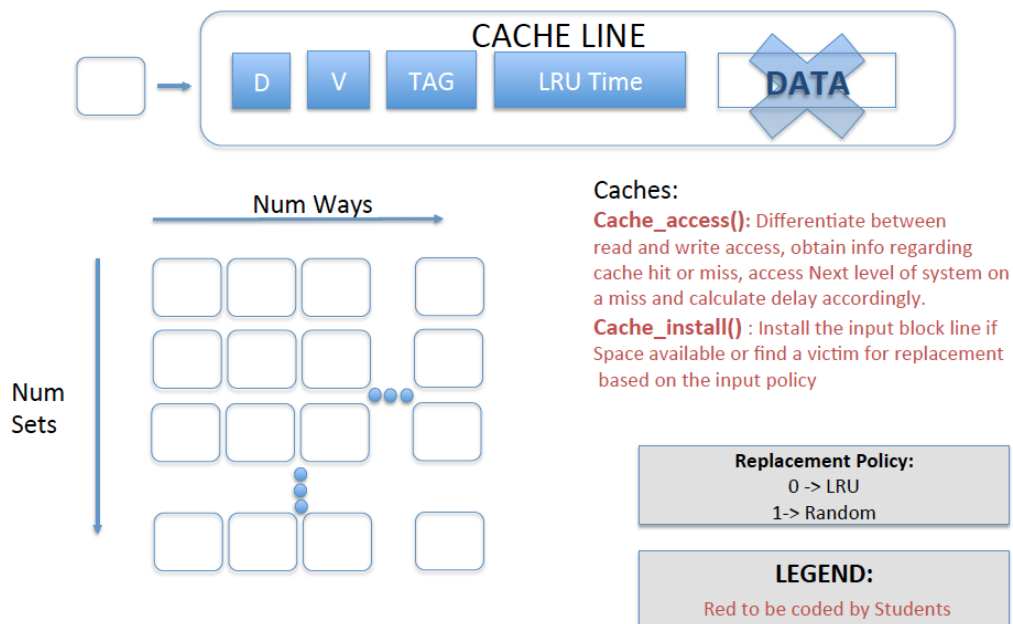 CACHE LINE
D V TAG LRU Time DATA
Num Ways
Num
Sets
Caches:
Cache_access(): Differentiate between
read and write access, obtain info regarding
cache hit or miss, access Next level of system on
a miss and calculate delay accordingly.
Cache_install() : Install the input block line if
Space available or find a victim for replacement
based on the input policy
Replacement Policy:
0 -> LRU
1-> Random
LEGEND:
Red to be coded by Students